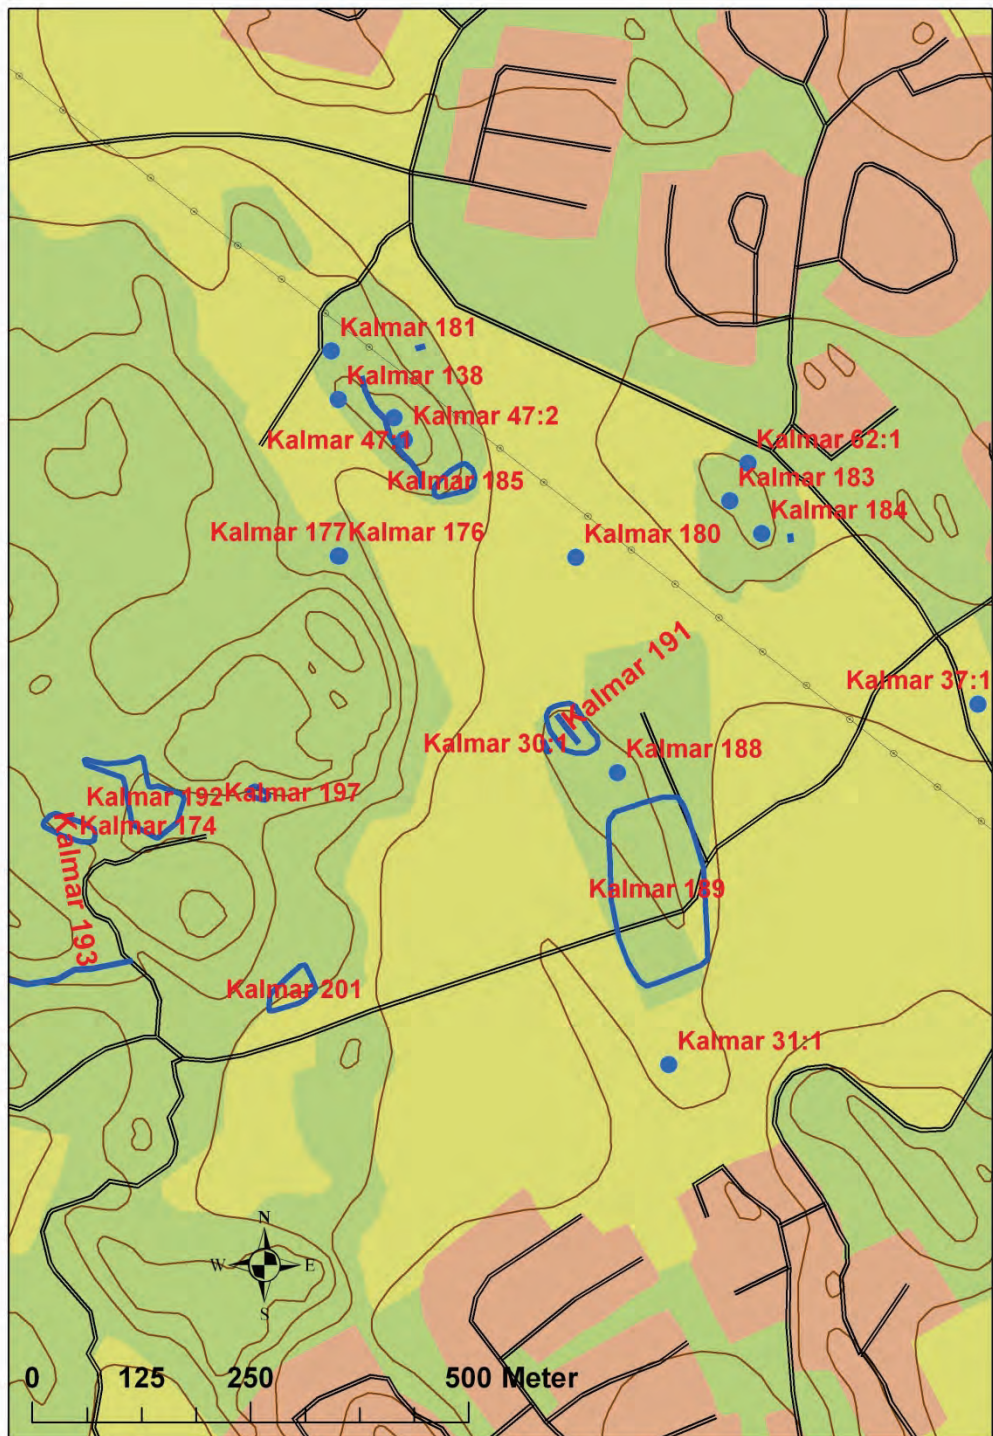 Kalmar 181
Kalmar 138
Kalmar 47:2
Kalmar 47:1
Kalmar 62:1
Kalmar 185
Kalmar 183
Kalmar 184
Kalmar 177
Kalmar 176
Kalmar 180
Kalmar 191
Kalmar 37:1
Kalmar 30:1
Kalmar 188
Kalmar 192
Kalmar 197
Kalmar 174
Kalmar 193
Kalmar 189
Kalmar 201
Kalmar 31:1
N
W
E
S
0 125 250 500 Meter